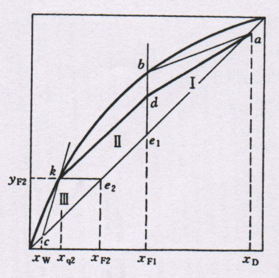 a
b
I
d
II
e₁
k
y_F2
e₂
III
c
x_W x_q2 x_F2 x_F1 x_D